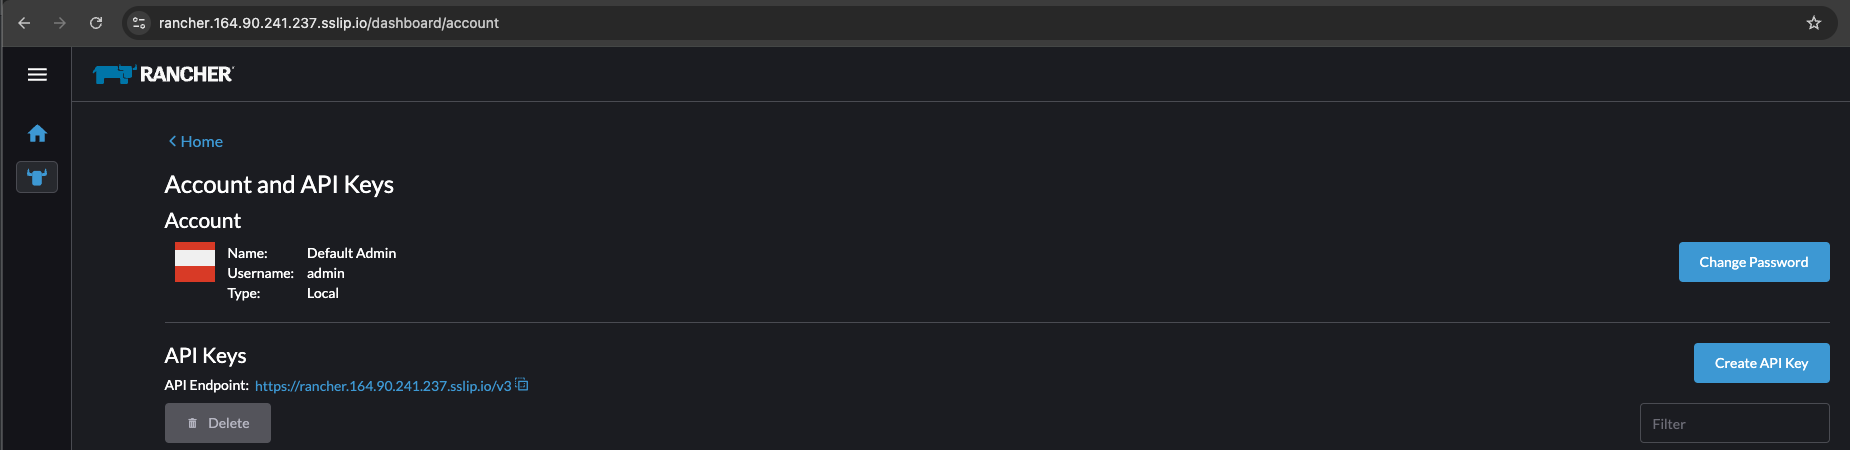 rancher.164.90.241.237.sslip.io/dashboard/account
RANCHER
Home
Account and API Keys
Account
Name: Default Admin
Username: admin
Type: Local
Change Password
API Keys
Create API Key
API Endpoint: https://rancher.164.90.241.237.sslip.io/v3
Delete
Filter